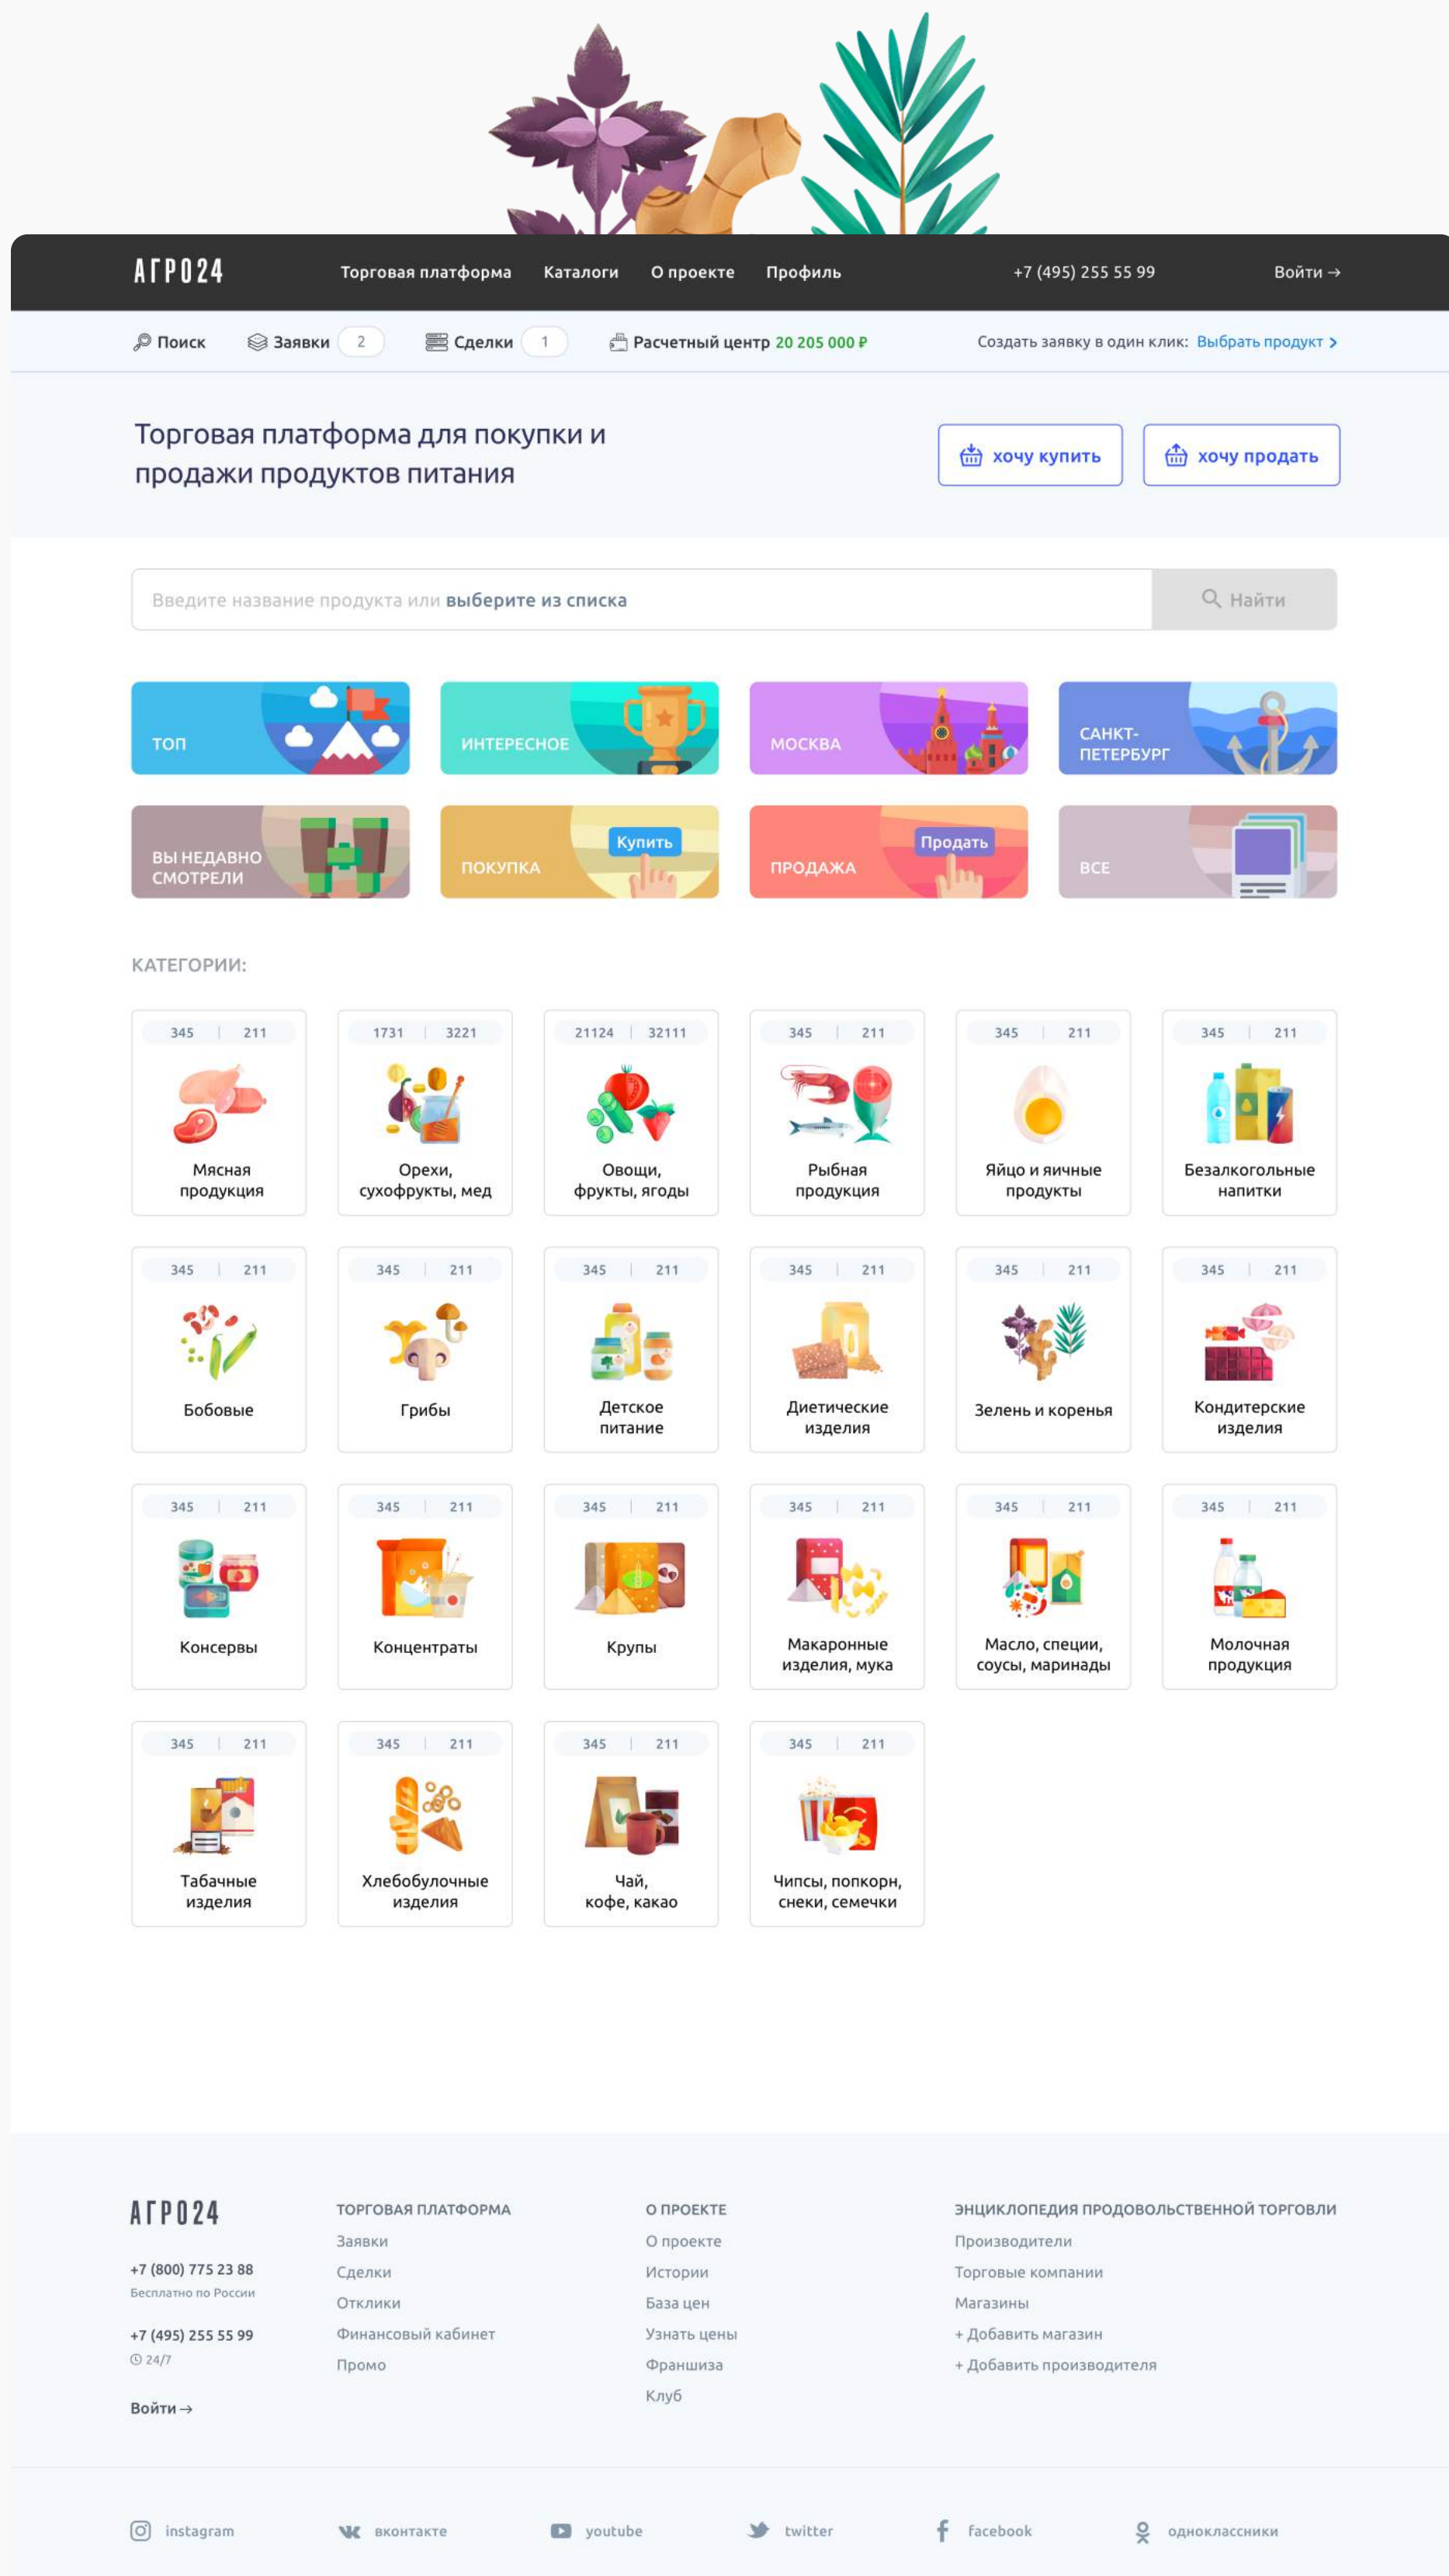 АГРО24
Торговая платформа Каталоги О проекте Профиль +7 (495) 255 55 99 Войти →
Поиск Заявки 2 Сделки 1 Расчетный центр 20 205 000 ₽ Создать заявку в один клик: Выбрать продукт >
Торговая платформа для покупки и
продажи продуктов питания
хочу купить хочу продать
Введите название продукта или выберите из списка Найти
ТОП
ИНТЕРЕСНОЕ
МОСКВА
САНКТ-
ПЕТЕРБУРГ
ВЫ НЕДАВНО
СМОТРЕЛИ
ПОКУПКА
Купить
ПРОДАЖА
Продать
ВСЕ
КАТЕГОРИИ:
345 | 211
Мясная
продукция
1731 | 3221
Орехи,
сухофрукты, мед
21124 | 32111
Овощи,
фрукты, ягоды
345 | 211
Рыбная
продукция
345 | 211
Яйцо и яичные
продукты
345 | 211
Безалкогольные
напитки
345 | 211
Бобовые
345 | 211
Грибы
345 | 211
Детское
питание
345 | 211
Диетические
изделия
345 | 211
Зелень и коренья
345 | 211
Кондитерские
изделия
345 | 211
Консервы
345 | 211
Концентраты
345 | 211
Крупы
345 | 211
Макаронные
изделия, мука
345 | 211
Масло, специи,
соусы, маринады
345 | 211
Молочная
продукция
345 | 211
Табачные
изделия
345 | 211
Хлебобулочные
изделия
345 | 211
Чай,
кофе, какао
345 | 211
Чипсы, попкорн,
снеки, семечки
АГРО24
+7 (800) 775 23 88
Бесплатно по России
+7 (495) 255 55 99
24/7
Войти →
ТОРГОВАЯ ПЛАТФОРМА
Заявки
Сделки
Отклики
Финансовый кабинет
Промо
О ПРОЕКТЕ
О проекте
Истории
База цен
Узнать цены
Франшиза
Клуб
ЭНЦИКЛОПЕДИЯ ПРОДОВОЛЬСТВЕННОЙ ТОРГОВЛИ
Производители
Торговые компании
Магазины
+ Добавить магазин
+ Добавить производителя
instagram вконтакте youtube twitter facebook одноклассники